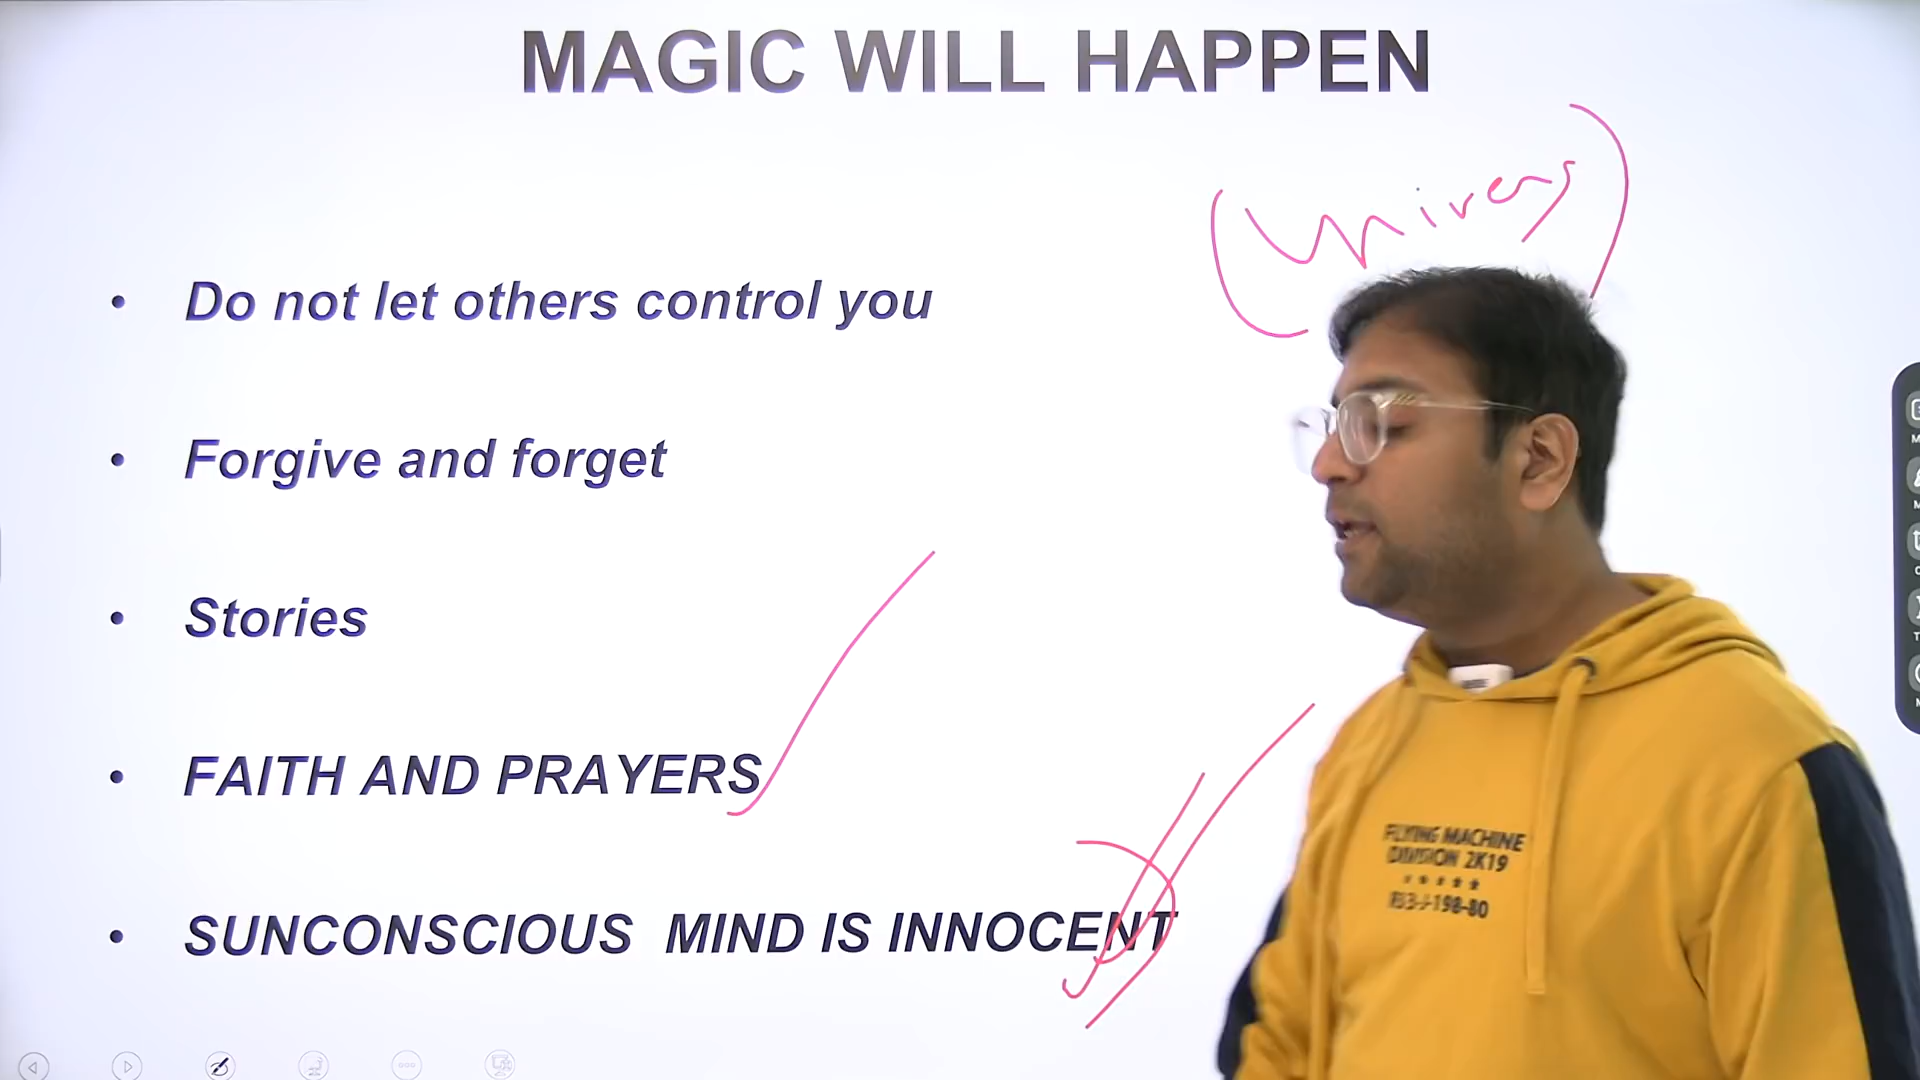 MAGIC WILL HAPPEN
Univers
• Do not let others control you
• Forgive and forget
• Stories
• FAITH AND PRAYERS
• SUNCONSCIOUS MIND IS INNOCENT
FLYING MACHINE
DIVISION 2K19